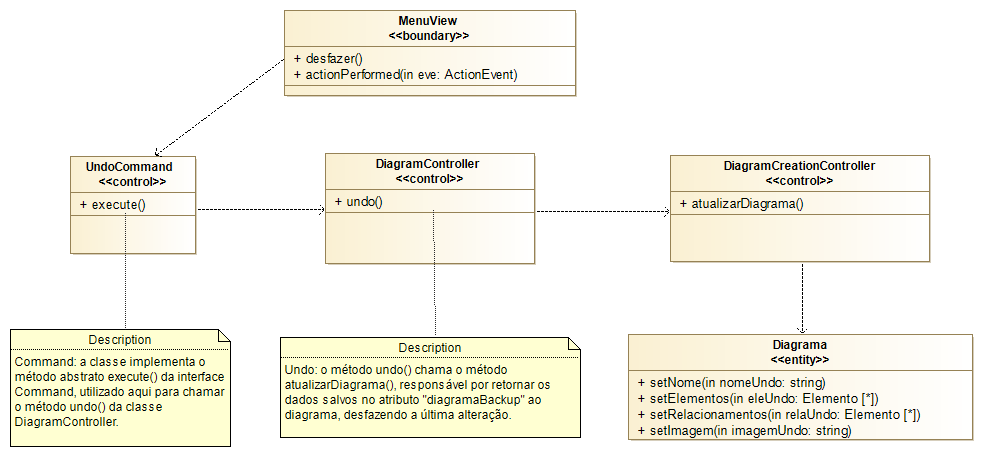 MenuView
<<boundary>>
+ desfazer()
+ actionPerformed(in eve: ActionEvent)
UndoCommand
<<control>>
+ execute()
DiagramController
<<control>>
+ undo()
DiagramCreationController
<<control>>
+ atualizarDiagrama()
Description
Command: a classe implementa o
método abstrato execute() da interface
Command, utilizado aqui para chamar
o método undo() da classe
DiagramController.
Description
Undo: o método undo() chama o método
atualizarDiagrama(), responsável por retornar os
dados salvos no atributo "diagramaBackup" ao
diagrama, desfazendo a última alteração.
Diagrama
<<entity>>
+ setNome(in nomeUndo: string)
+ setElementos(in eleUndo: Elemento [*])
+ setRelacionamentos(in relaUndo: Elemento [*])
+ setImagem(in imagemUndo: string)